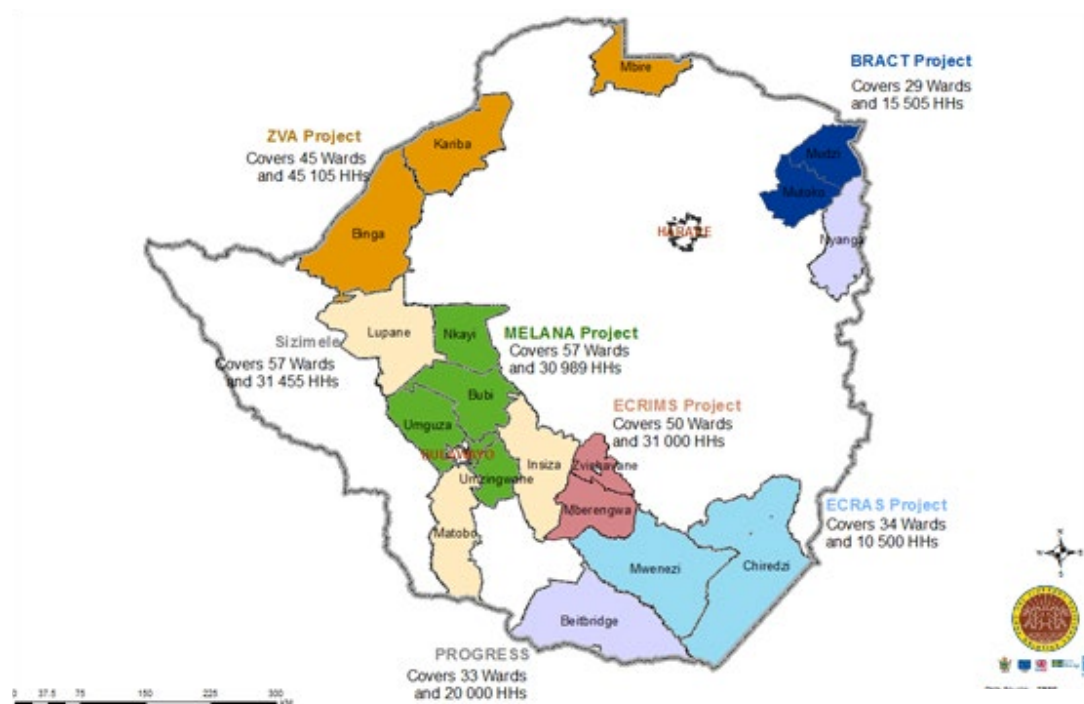 Mbire
BRACT Project
Covers 29 Wards
and 15 505 HHs
ZVA Project
Covers 45 Wards
and 45 105 HHs
Kariba
Mudzi
Mutoko
Binga
HARARE
Nyanga
Lupane
Nkayi
MELANA Project
Covers 57 Wards
and 30 989 HHs
Sizimele
Covers 57 Wards
and 31 455 HHs
Bubi
Umguza
ECRIMS Project
Covers 50 Wards
and 31 000 HHs
BULAWAYO
Insiza
Zvishavane
Umzingwane
Mberengwa
Matobo
ECRAS Project
Covers 34 Wards
and 10 500 HHs
Mwenezi
Chiredzi
Beitbridge
PROGRESS
Covers 33 Wards
and 20 000 HHs
N
W
S
0 37.5 75 150 225 300